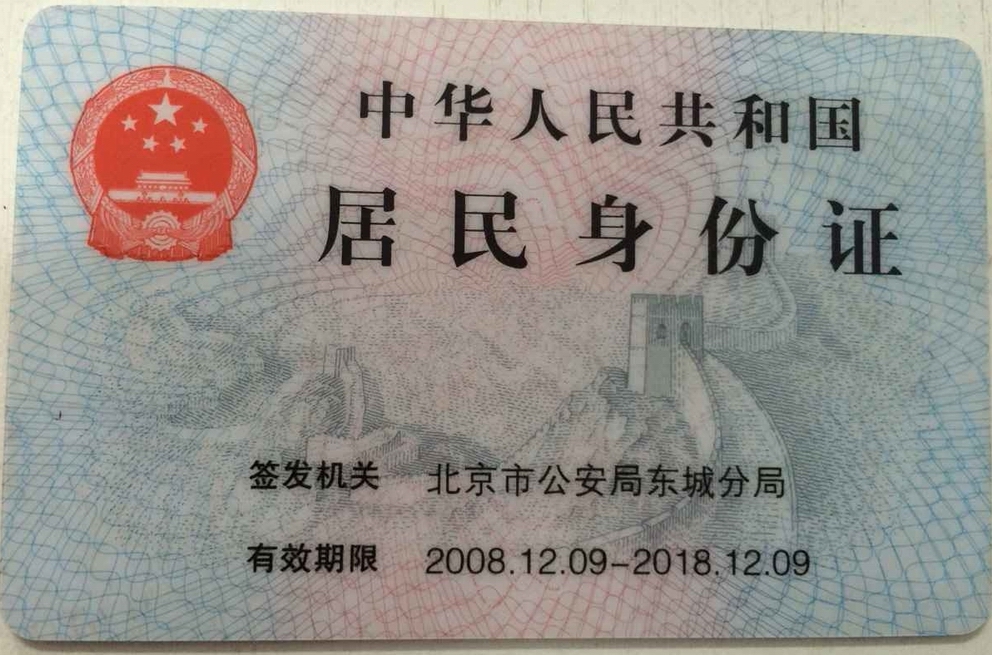 中华人民共和国
居民身份证
签发机关 北京市公安局东城分局
有效期限 2008.12.09-2018.12.09